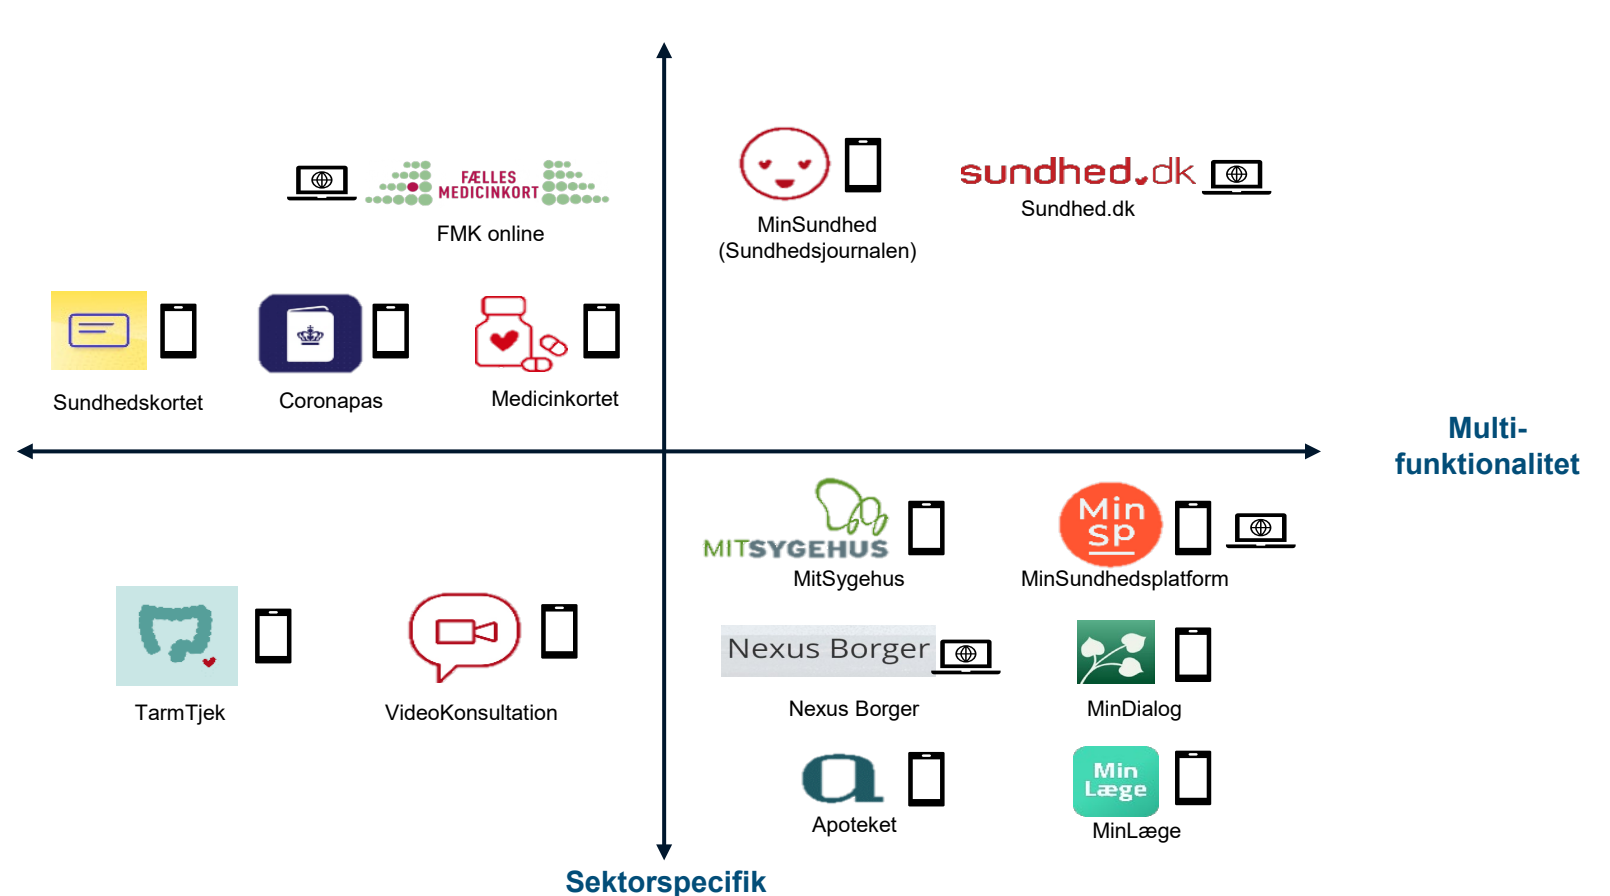 FÆLLES
MEDICINKORT
FMK online
MinSundhed
(Sundhedsjournalen)
sundhed.dk
Sundhed.dk
Sundhedskortet
Coronapas
Medicinkortet
Multi-
funktionalitet
MITSYGEHUS
MitSygehus
Min
SP
MinSundhedsplatform
TarmTjek
VideoKonsultation
Nexus Borger
Nexus Borger
MinDialog
a
Apoteket
Min
Læge
MinLæge
Sektorspecifik